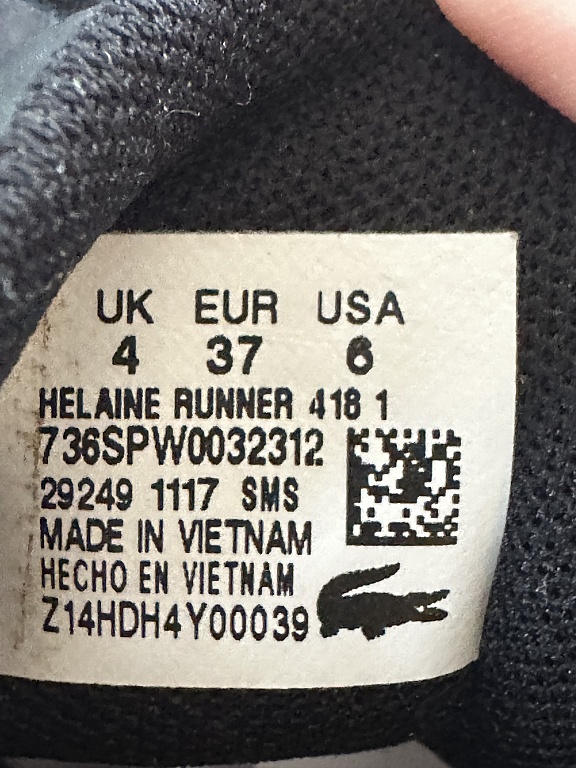 UK EUR USA
4 37 6
HELAINE RUNNER 418 1
736SPW0032312
29249 1117 SMS
MADE IN VIETNAM
HECHO EN VIETNAM
Z14HDH4Y00039